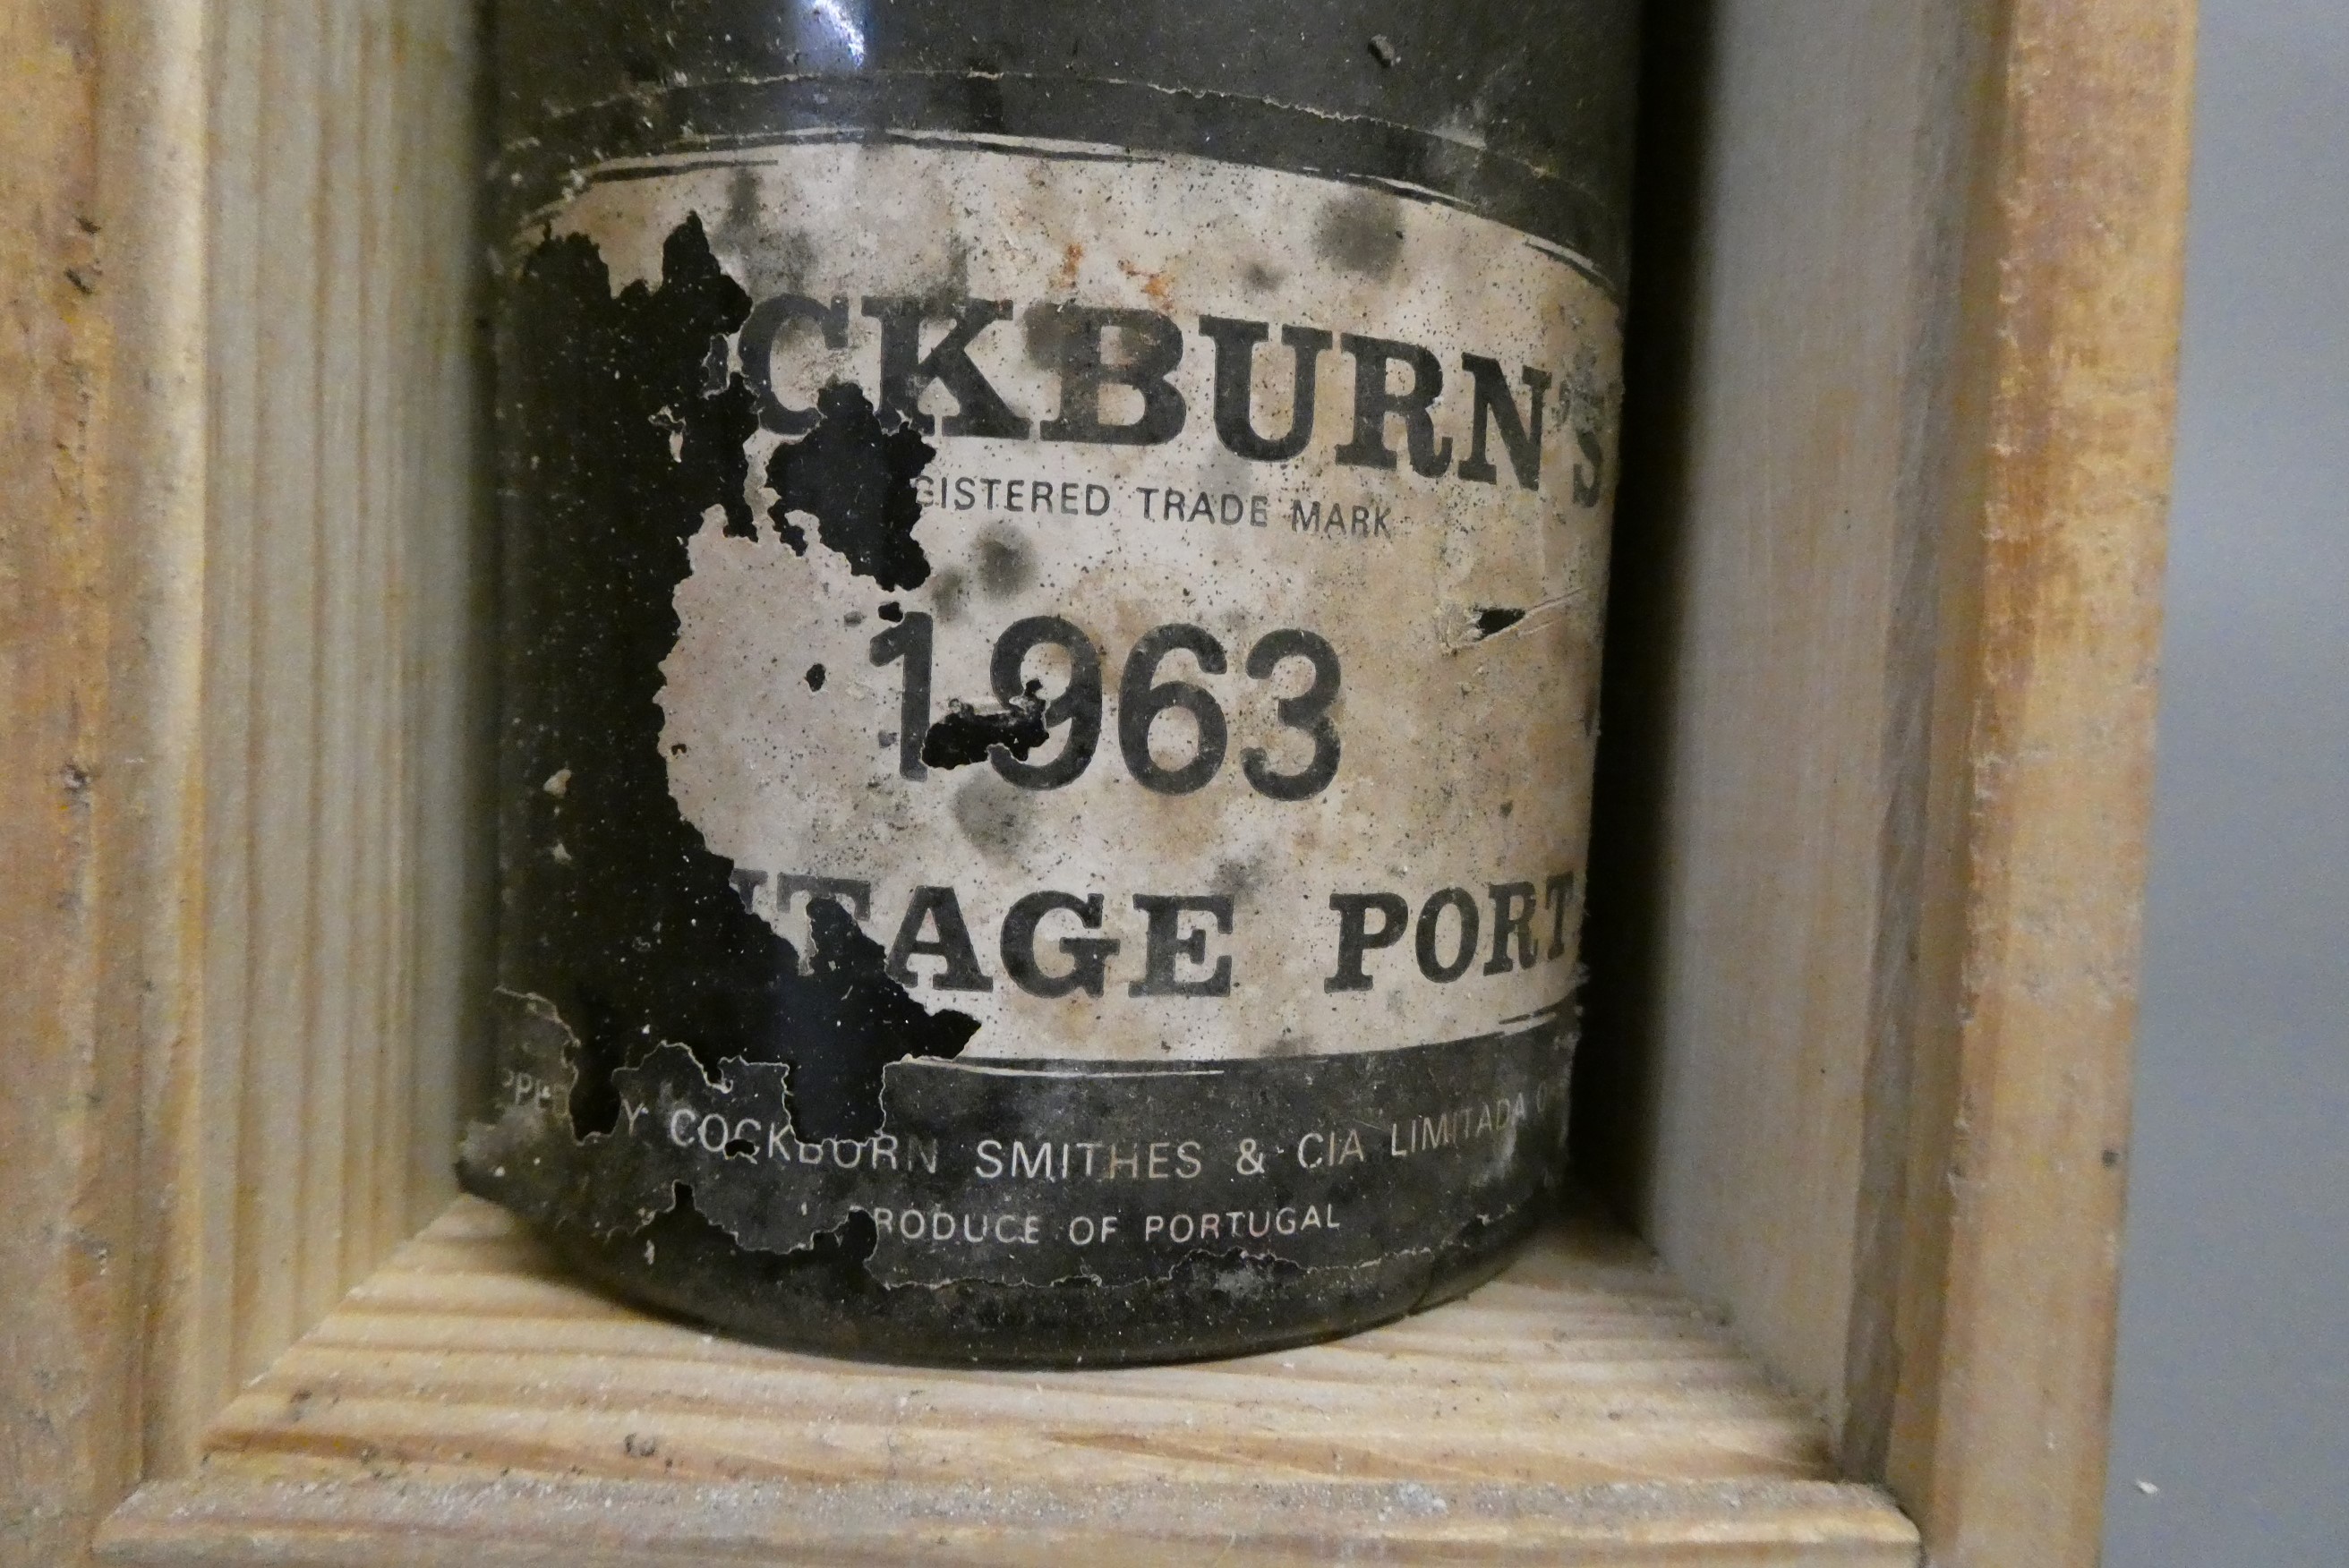 CKBURN'S
GISTERED TRADE MARK
1963
TAGE PORT
COCKBURN SMITHES & CIA LIMITADA
RODUCE OF PORTUGAL